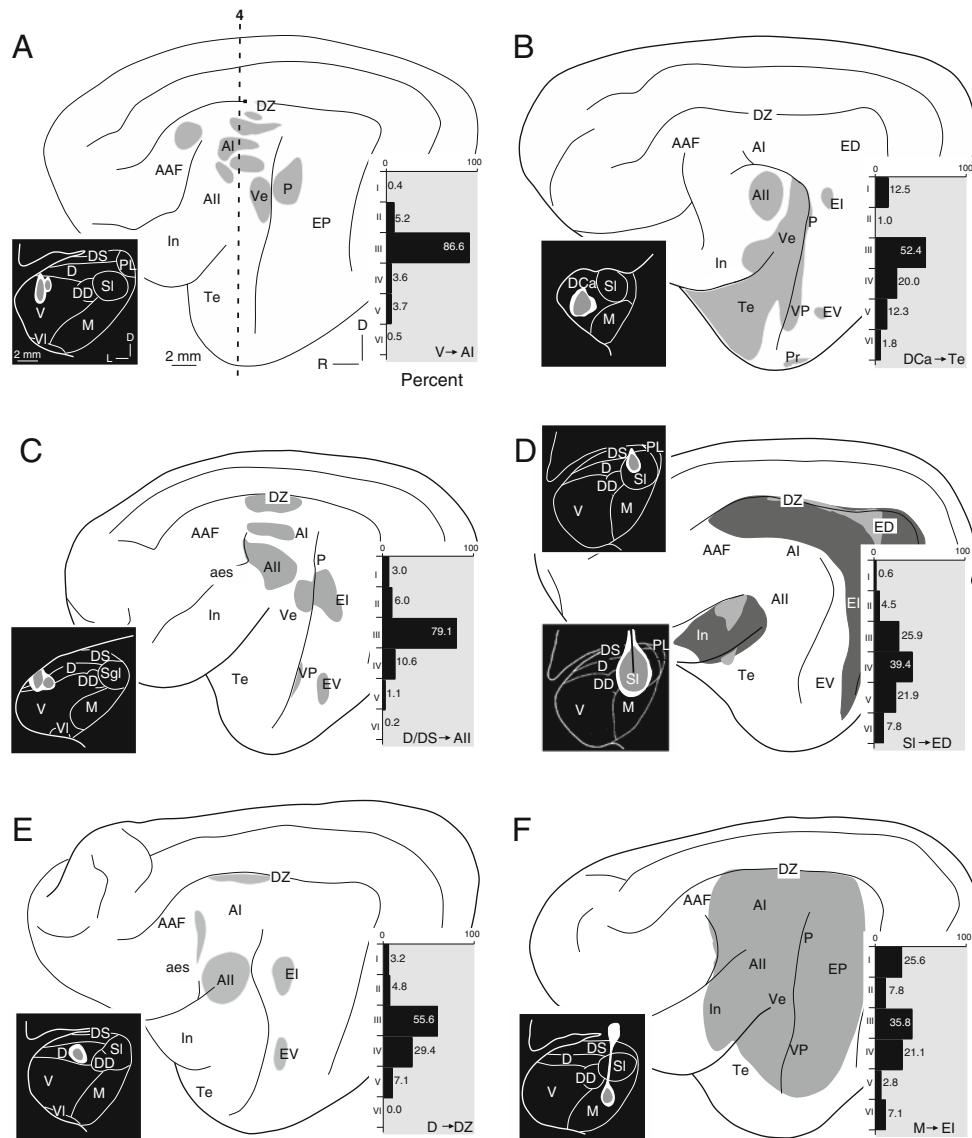 A
4
DZ
AI
AAF
AII
Ve
P
EP
In
Te
DS
PL
D
SI
DD
V
M
VI
2 mm
L
D
2 mm
R
D
0
100
I 0.4
II 5.2
III 86.6
IV 3.6
V 3.7
VI 0.5
V→AI
Percent
B
DZ
AI
ED
AAF
AII
EI
P
Ve
In
Te
VP
EV
Pr
DCa
SI
M
0
100
I 12.5
II 1.0
III 52.4
IV 20.0
V 12.3
VI 1.8
DCa→Te
C
DZ
AAF
AI
P
aes
AII
EI
In
Ve
Te
VP
EV
DS
D
Sgl
DD
V
M
VI
0
100
I 3.0
II 6.0
III 79.1
IV 10.6
V 1.1
VI 0.2
D/DS→AII
D
DS
PL
D
SI
DD
V
M
DZ
ED
AAF
AI
AII
EI
In
Te
EV
DS
PL
D
DD
SI
V
M
0
100
I 0.6
II 4.5
III 25.9
IV 39.4
V 21.9
VI 7.8
SI→ED
E
DZ
AAF
AI
aes
AII
EI
In
EV
Te
DS
D
SI
DD
V
M
VI
0
100
I 3.2
II 4.8
III 55.6
IV 29.4
V 7.1
VI 0.0
D→DZ
F
DZ
AAF
AI
P
AII
EP
In
Ve
VP
Te
DS
D
SI
DD
V
M
0
100
I 25.6
II 7.8
III 35.8
IV 21.1
V 2.8
VI 7.1
M→EI